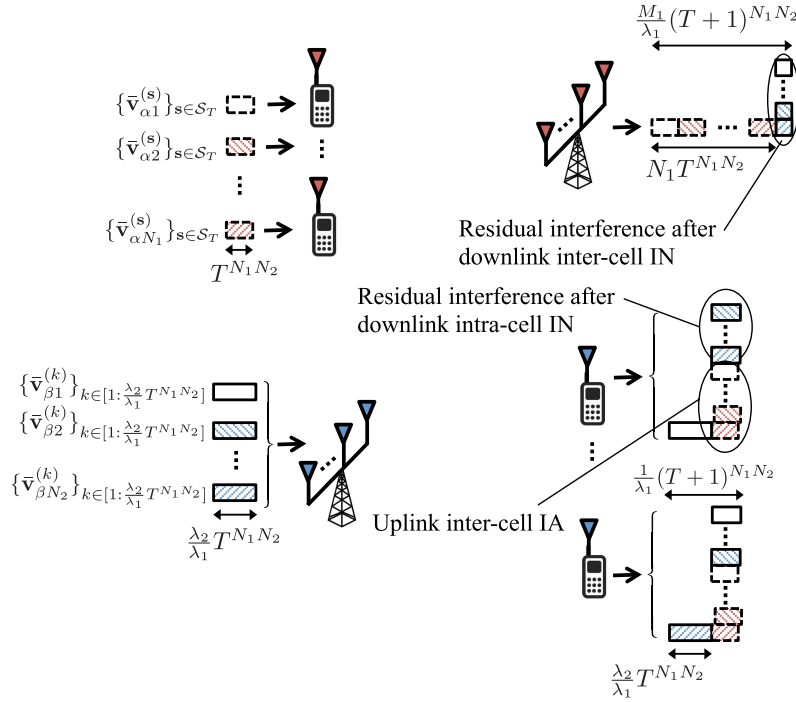 $\{\bar{\mathbf{v}}_{\alpha 1}^{(\mathbf{s})}\}_{\mathbf{s}\in\mathcal{S}_T}$
$\{\bar{\mathbf{v}}_{\alpha 2}^{(\mathbf{s})}\}_{\mathbf{s}\in\mathcal{S}_T}$
$\{\bar{\mathbf{v}}_{\alpha N_1}^{(\mathbf{s})}\}_{\mathbf{s}\in\mathcal{S}_T}$
$T^{N_1 N_2}$
$\frac{M_1}{\lambda_1}(T+1)^{N_1 N_2}$
$N_1 T^{N_1 N_2}$
Residual interference after
downlink inter-cell IN
Residual interference after
downlink intra-cell IN
$\{\bar{\mathbf{v}}_{\beta 1}^{(k)}\}_{k\in[1:\frac{\lambda_2}{\lambda_1}T^{N_1 N_2}]}$
$\{\bar{\mathbf{v}}_{\beta 2}^{(k)}\}_{k\in[1:\frac{\lambda_2}{\lambda_1}T^{N_1 N_2}]}$
$\{\bar{\mathbf{v}}_{\beta N_2}^{(k)}\}_{k\in[1:\frac{\lambda_2}{\lambda_1}T^{N_1 N_2}]}$
$\frac{\lambda_2}{\lambda_1}T^{N_1 N_2}$
$\frac{1}{\lambda_1}(T+1)^{N_1 N_2}$
Uplink inter-cell IA
$\frac{\lambda_2}{\lambda_1}T^{N_1 N_2}$